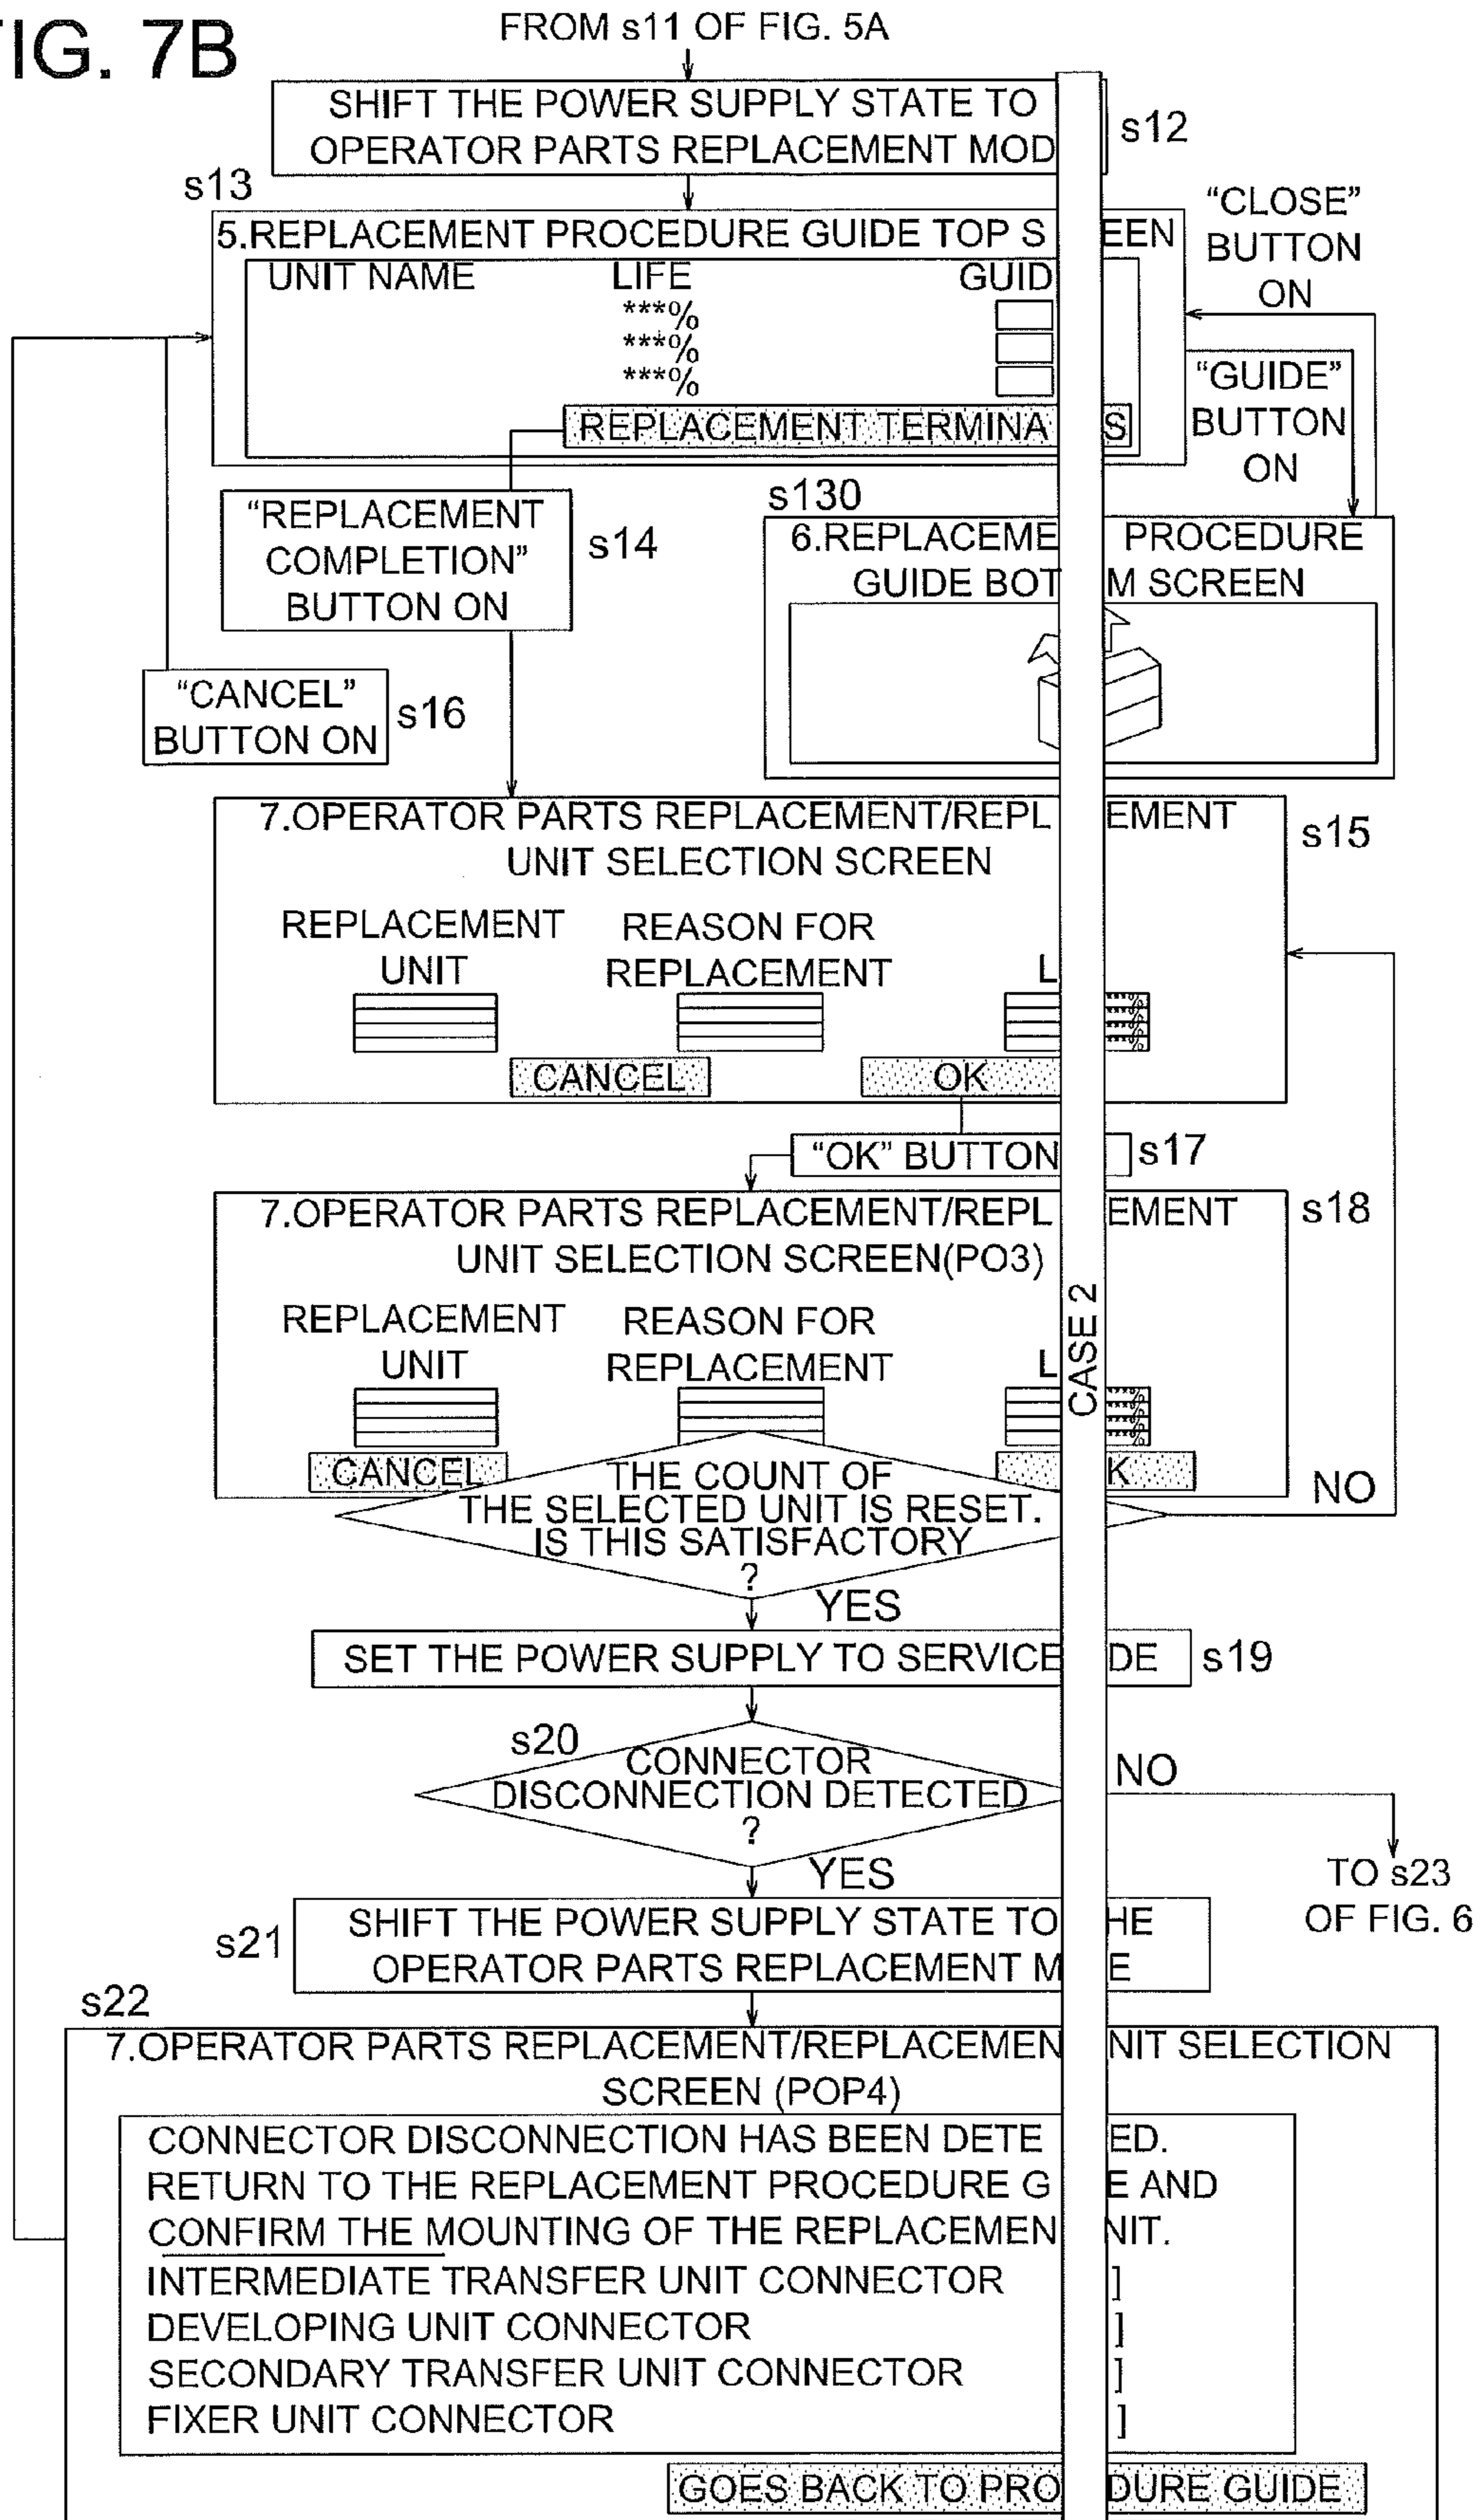 IG. 7B
FROM s11 OF FIG. 5A
SHIFT THE POWER SUPPLY STATE TO
OPERATOR PARTS REPLACEMENT MOD
s12
s13
5.REPLACEMENT PROCEDURE GUIDE TOP S EEN
UNIT NAME LIFE GUID
***%
***%
***%
REPLACEMENT TERMINA S
"CLOSE"
BUTTON
ON
"GUIDE"
BUTTON
ON
"REPLACEMENT
COMPLETION"
BUTTON ON
s14
s130
6.REPLACEME PROCEDURE
GUIDE BOT M SCREEN
"CANCEL"
BUTTON ON
s16
7.OPERATOR PARTS REPLACEMENT/REPL EMENT
UNIT SELECTION SCREEN
s15
REPLACEMENT
UNIT
REASON FOR
REPLACEMENT
L
***%
***%
***%
***%
CANCEL
OK
"OK" BUTTON
s17
7.OPERATOR PARTS REPLACEMENT/REPL EMENT
UNIT SELECTION SCREEN(PO3)
s18
REPLACEMENT
UNIT
REASON FOR
REPLACEMENT
L
***%
***%
***%
***%
CASE 2
CANCEL
K
THE COUNT OF
THE SELECTED UNIT IS RESET.
IS THIS SATISFACTORY
?
NO
YES
SET THE POWER SUPPLY TO SERVICE DE
s19
s20
CONNECTOR
DISCONNECTION DETECTED
?
NO
YES
TO s23
OF FIG. 6
s21
SHIFT THE POWER SUPPLY STATE TO HE
OPERATOR PARTS REPLACEMENT M E
s22
7.OPERATOR PARTS REPLACEMENT/REPLACEMEN NIT SELECTION
SCREEN (POP4)
CONNECTOR DISCONNECTION HAS BEEN DETE ED.
RETURN TO THE REPLACEMENT PROCEDURE G E AND
CONFIRM THE MOUNTING OF THE REPLACEMEN NIT.
INTERMEDIATE TRANSFER UNIT CONNECTOR ]
DEVELOPING UNIT CONNECTOR ]
SECONDARY TRANSFER UNIT CONNECTOR ]
FIXER UNIT CONNECTOR ]
GOES BACK TO PRO DURE GUIDE